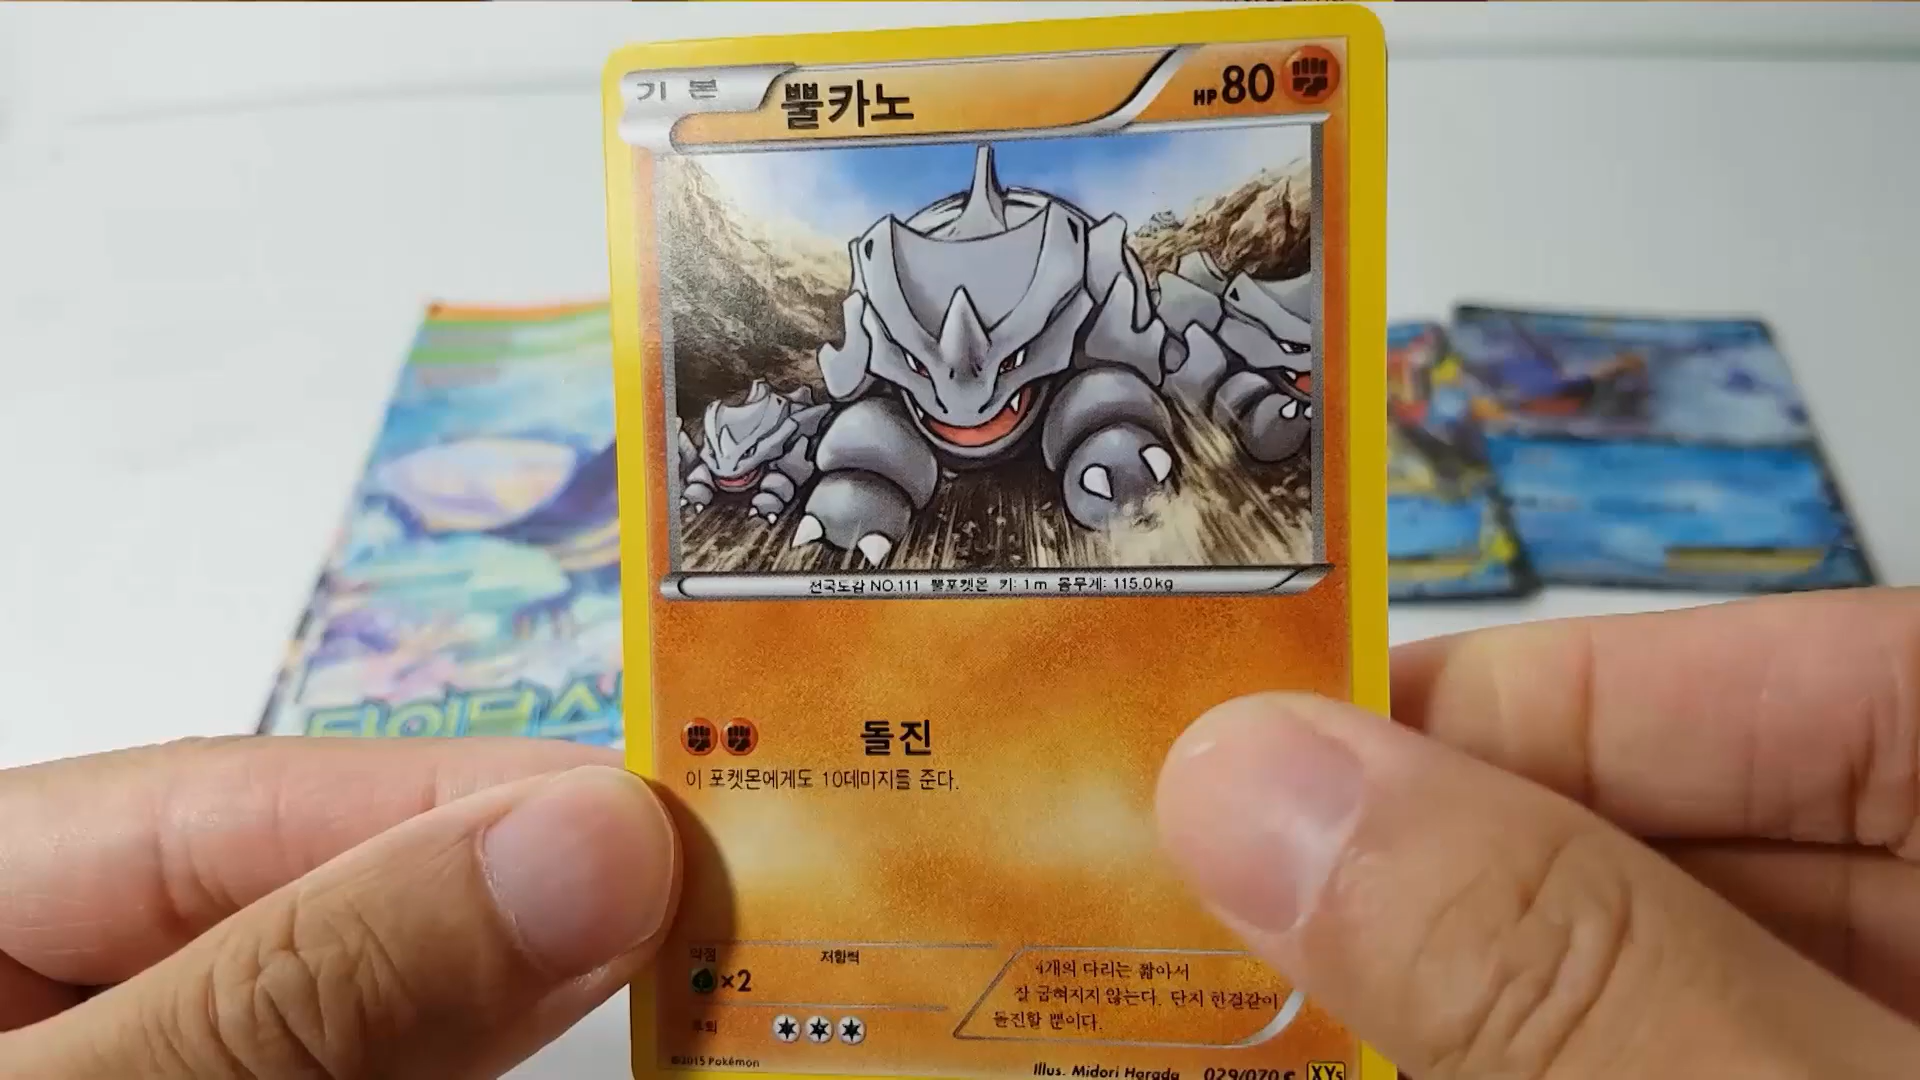 기본 뿔카노 HP80
전국도감 NO.111 뿔포켓몬 키: 1m 몸무게: 115.0kg
돌진
이 포켓몬에게도 10데미지를 준다.
약점 저항력
×2
후퇴
4개의 다리는 짧아서
잘 굽혀지지 않는다. 단지 한결같이
돌진할 뿐이다.
©2015 Pokémon
Illus. Midori Harada 029/070 C XY5